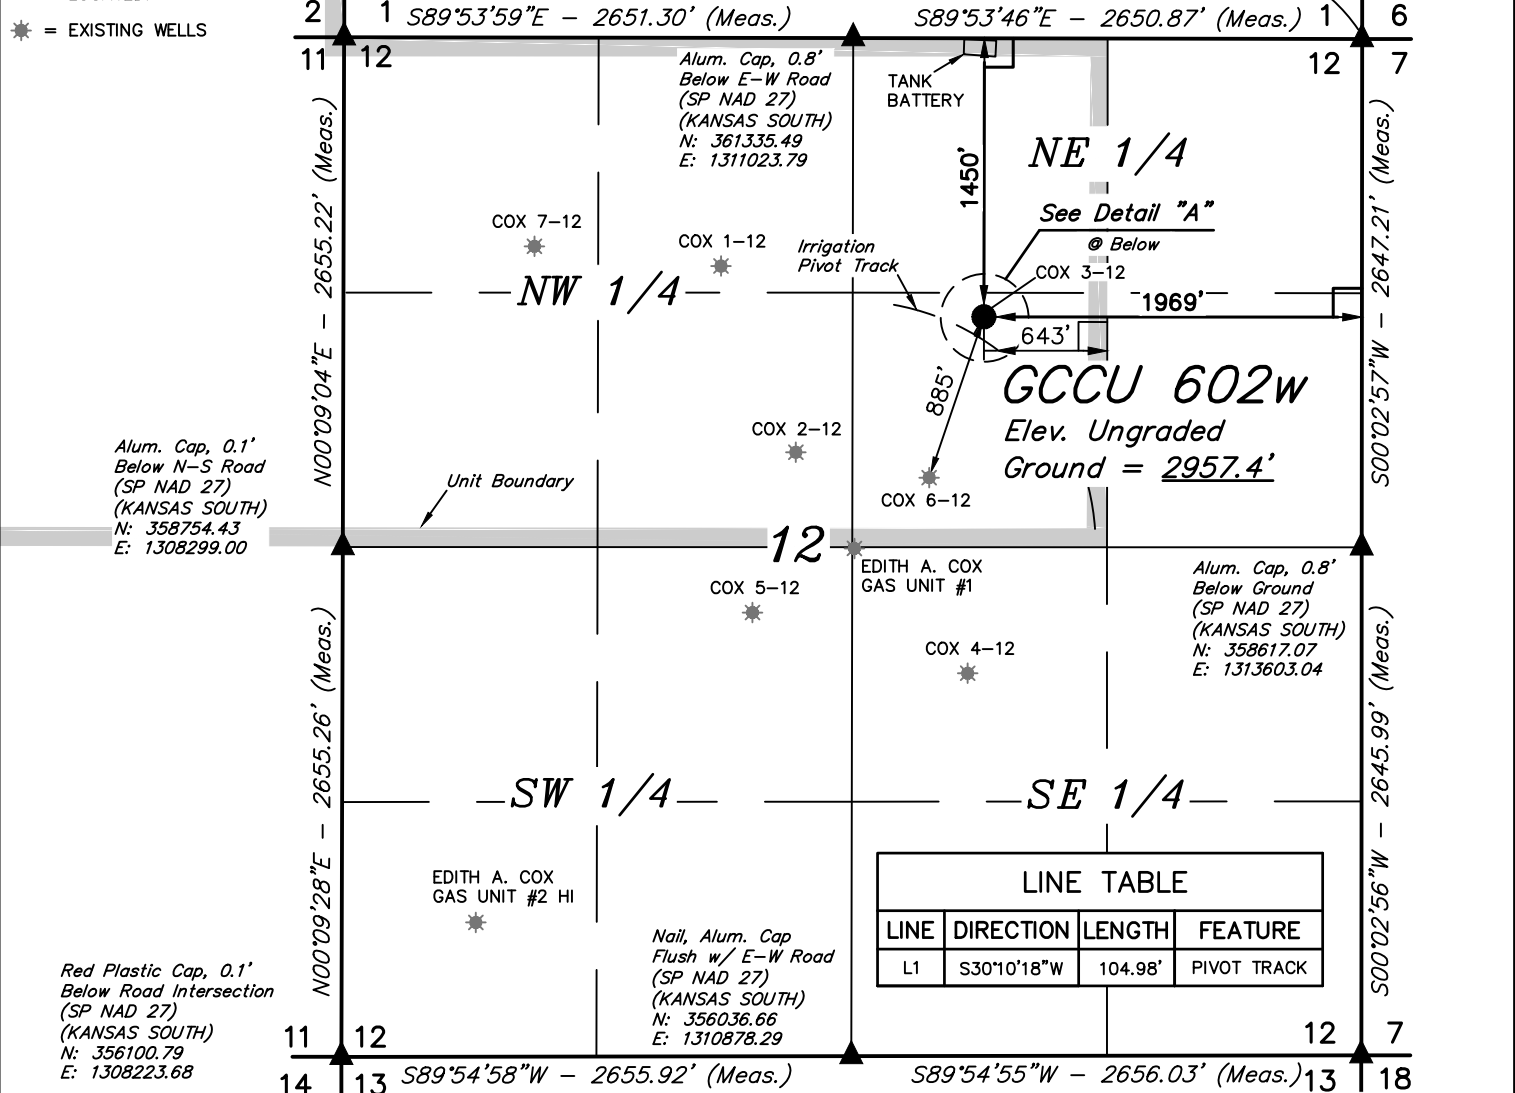 = EXISTING WELLS
2
1
S89°53'59"E - 2651.30' (Meas.)
S89°53'46"E - 2650.87' (Meas.)
1
6
11
12
12
7
Alum. Cap, 0.8'
Below E-W Road
(SP NAD 27)
(KANSAS SOUTH)
N: 361335.49
E: 1311023.79
TANK
BATTERY
NE 1/4
1450'
See Detail "A"
@ Below
COX 3-12
COX 7-12
COX 1-12
Irrigation
Pivot Track
NW 1/4
1969'
643'
885'
GCCU 602w
Elev. Ungraded
Ground = 2957.4'
N00°09'04"E - 2655.22' (Meas.)
S00°02'57"W - 2647.21' (Meas.)
COX 2-12
COX 6-12
Alum. Cap, 0.1'
Below N-S Road
(SP NAD 27)
(KANSAS SOUTH)
N: 358754.43
E: 1308299.00
Unit Boundary
12
EDITH A. COX
GAS UNIT #1
COX 5-12
COX 4-12
Alum. Cap, 0.8'
Below Ground
(SP NAD 27)
(KANSAS SOUTH)
N: 358617.07
E: 1313603.04
N00°09'28"E - 2655.26' (Meas.)
S00°02'56"W - 2645.99' (Meas.)
SW 1/4
SE 1/4
LINE TABLE
LINE DIRECTION LENGTH FEATURE
L1 S30°10'18"W 104.98' PIVOT TRACK
EDITH A. COX
GAS UNIT #2 HI
Nail, Alum. Cap
Flush w/ E-W Road
(SP NAD 27)
(KANSAS SOUTH)
N: 356036.66
E: 1310878.29
Red Plastic Cap, 0.1'
Below Road Intersection
(SP NAD 27)
(KANSAS SOUTH)
N: 356100.79
E: 1308223.68
11
12
12
7
14
13
S89°54'58"W - 2655.92' (Meas.)
S89°54'55"W - 2656.03' (Meas.)
13
18